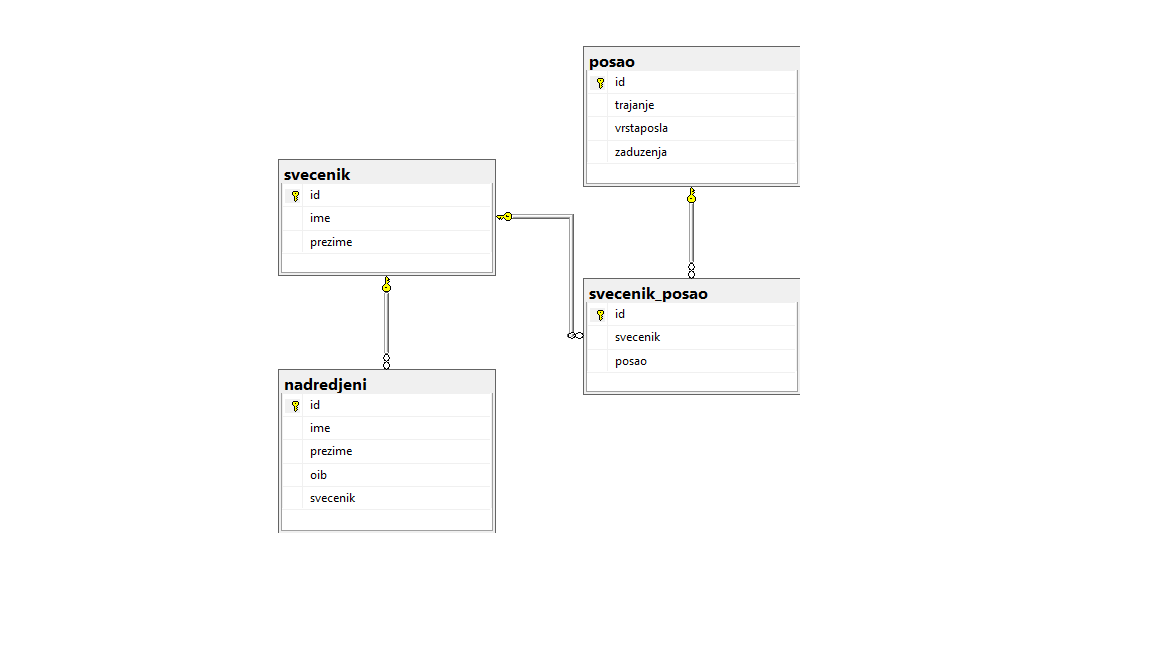 posao
id
trajanje
vrstaposla
zaduzenja
svecenik
id
ime
prezime
svecenik_posao
id
svecenik
posao
nadredjeni
id
ime
prezime
oib
svecenik